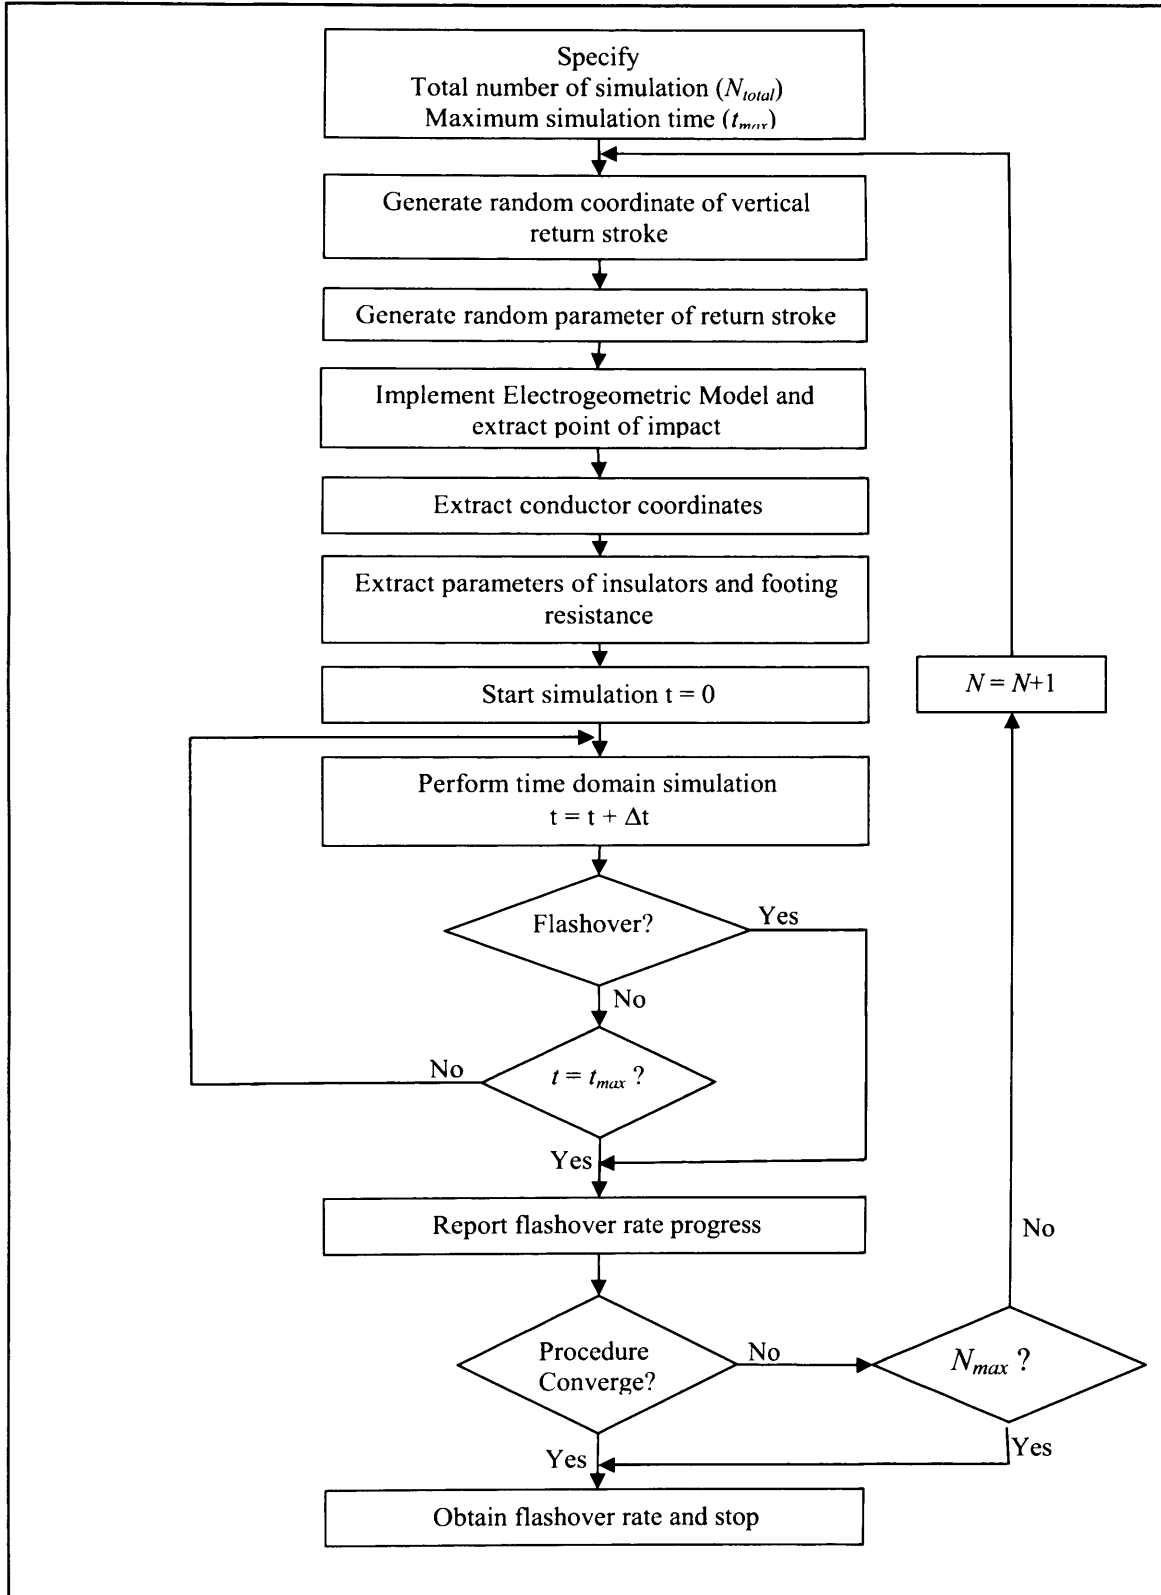 Specify
Total number of simulation (N_total)
Maximum simulation time (t_max)
Generate random coordinate of vertical
return stroke
Generate random parameter of return stroke
Implement Electrogeometric Model and
extract point of impact
Extract conductor coordinates
Extract parameters of insulators and footing
resistance
Start simulation t = 0
N = N+1
Perform time domain simulation
t = t + Δt
Flashover?
Yes
No
t = t_max ?
No
Yes
Report flashover rate progress
No
Procedure
Converge?
No
N_max ?
Yes
Yes
Obtain flashover rate and stop